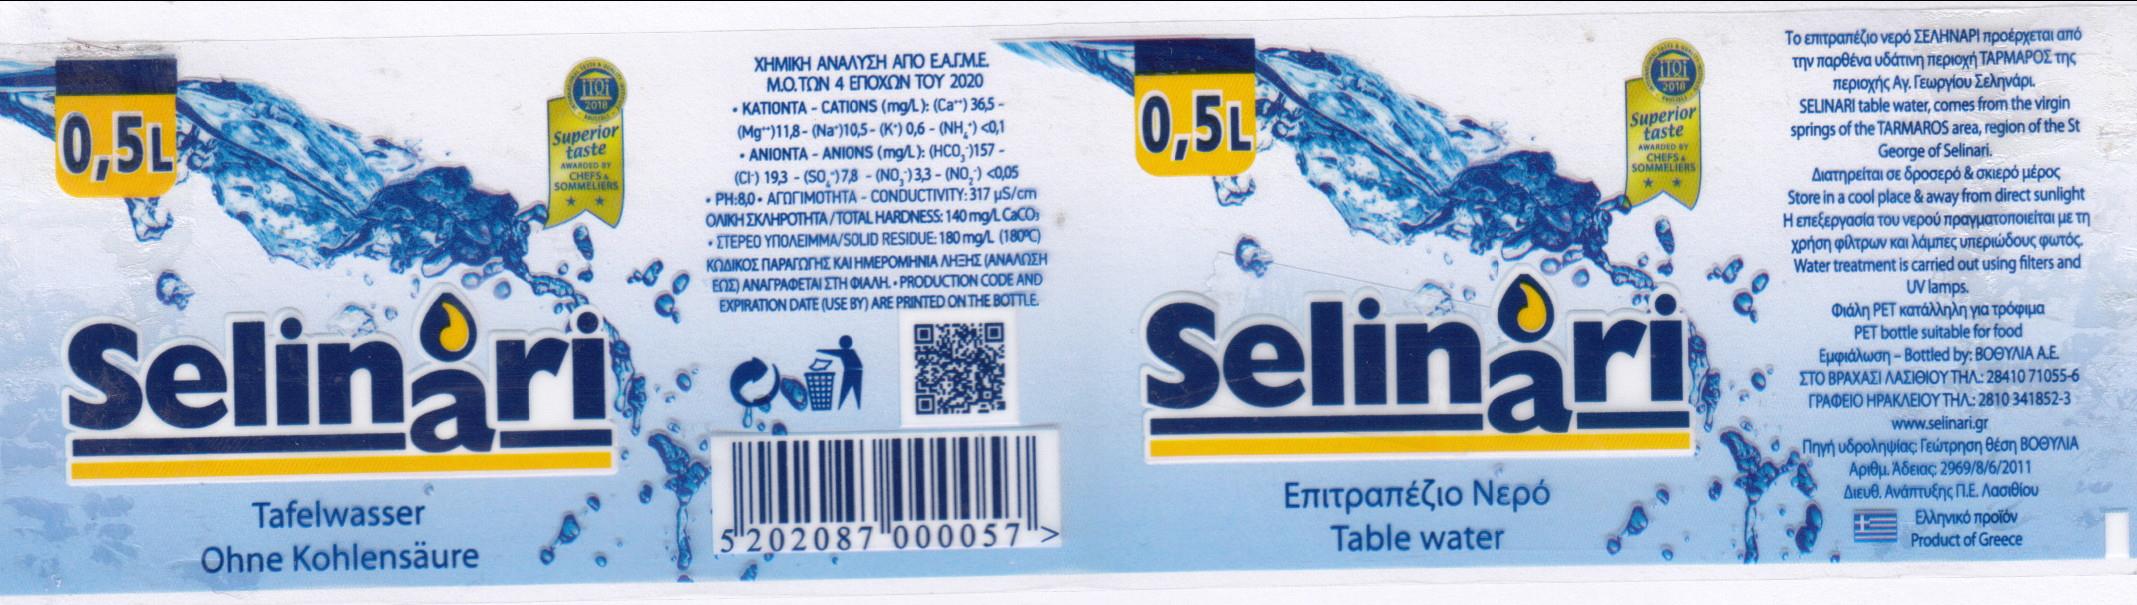 0,5L
iTQi
2018
Superior
taste
AWARDED BY
CHEFS &
SOMMELIERS
Selinari
Tafelwasser
Ohne Kohlensäure
ΧΗΜΙΚΗ ΑΝΑΛΥΣΗ ΑΠΟ Ε.Α.Γ.Μ.Ε.
Μ.Ο. ΤΩΝ 4 ΕΠΟΧΩΝ ΤΟΥ 2020
• ΚΑΤΙΟΝΤΑ - CATIONS (mg/L): (Ca⁺⁺) 36,5 -
(Mg⁺⁺)11,8 - (Na⁺)10,5 - (K⁺) 0,6 - (NH₄⁺) <0,1
• ΑΝΙΟΝΤΑ - ANIONS (mg/L): (HCO₃⁻)157 -
(Cl⁻) 19,3 - (SO₄⁻) 7,8 - (NO₃⁻) 3,3 - (NO₂⁻) <0,05
• PH:8,0 • ΑΓΩΓΙΜΟΤΗΤΑ - CONDUCTIVITY: 317 μS/cm
ΟΛΙΚΗ ΣΚΛΗΡΟΤΗΤΑ / TOTAL HARDNESS: 140 mg/L CaCO₃
• ΣΤΕΡΕΟ ΥΠΟΛΕΙΜΜΑ/SOLID RESIDUE: 180 mg/L (180°C)
ΚΩΔΙΚΟΣ ΠΑΡΑΓΩΓΗΣ ΚΑΙ ΗΜΕΡΟΜΗΝΙΑ ΛΗΞΗΣ (ΑΝΑΛΩΣΗ
ΕΩΣ) ΑΝΑΓΡΑΦΕΤΑΙ ΣΤΗ ΦΙΑΛΗ. • PRODUCTION CODE AND
EXPIRATION DATE (USE BY) ARE PRINTED ON THE BOTTLE.
5 202087 000057 >
0,5L
iTQi
2018
Superior
taste
AWARDED BY
CHEFS &
SOMMELIERS
Selinari
Επιτραπέζιο Νερό
Table water
Το επιτραπέζιο νερό ΣΕΛΗΝΑΡΙ προέρχεται από
την παρθένα υδάτινη περιοχή ΤΑΡΜΑΡΟΣ της
περιοχής Αγ. Γεωργίου Σεληνάρι.
SELINARI table water, comes from the virgin
springs of the TARMAROS area, region of the St
George of Selinari.
Διατηρείται σε δροσερό & σκιερό μέρος
Store in a cool place & away from direct sunlight
Η επεξεργασία του νερού πραγματοποιείται με τη
χρήση φίλτρων και λάμπες υπεριώδους φωτός.
Water treatment is carried out using filters and
UV lamps.
Φιάλη PET κατάλληλη για τρόφιμα
PET bottle suitable for food
Εμφιάλωση - Bottled by: ΒΟΘΥΛΙΑ Α.Ε.
ΣΤΟ ΒΡΑΧΑΣΙ ΛΑΣΙΘΙΟΥ ΤΗΛ.: 28410 71055-6
ΓΡΑΦΕΙΟ ΗΡΑΚΛΕΙΟΥ ΤΗΛ.: 2810 341852-3
www.selinari.gr
Πηγή υδροληψίας: Γεώτρηση θέση ΒΟΘΥΛΙΑ
Αριθμ. Άδειας: 2969/8/6/2011
Διευθ. Ανάπτυξης Π.Ε. Λασιθίου
Ελληνικό προϊόν
Product of Greece